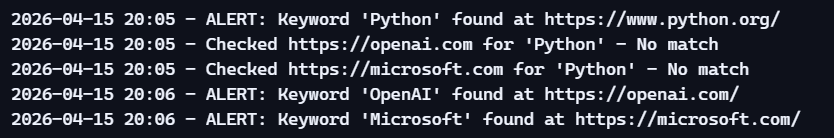 2026-04-15 20:05 - ALERT: Keyword 'Python' found at https://www.python.org/
2026-04-15 20:05 - Checked https://openai.com for 'Python' - No match
2026-04-15 20:05 - Checked https://microsoft.com for 'Python' - No match
2026-04-15 20:06 - ALERT: Keyword 'OpenAI' found at https://openai.com/
2026-04-15 20:06 - ALERT: Keyword 'Microsoft' found at https://microsoft.com/